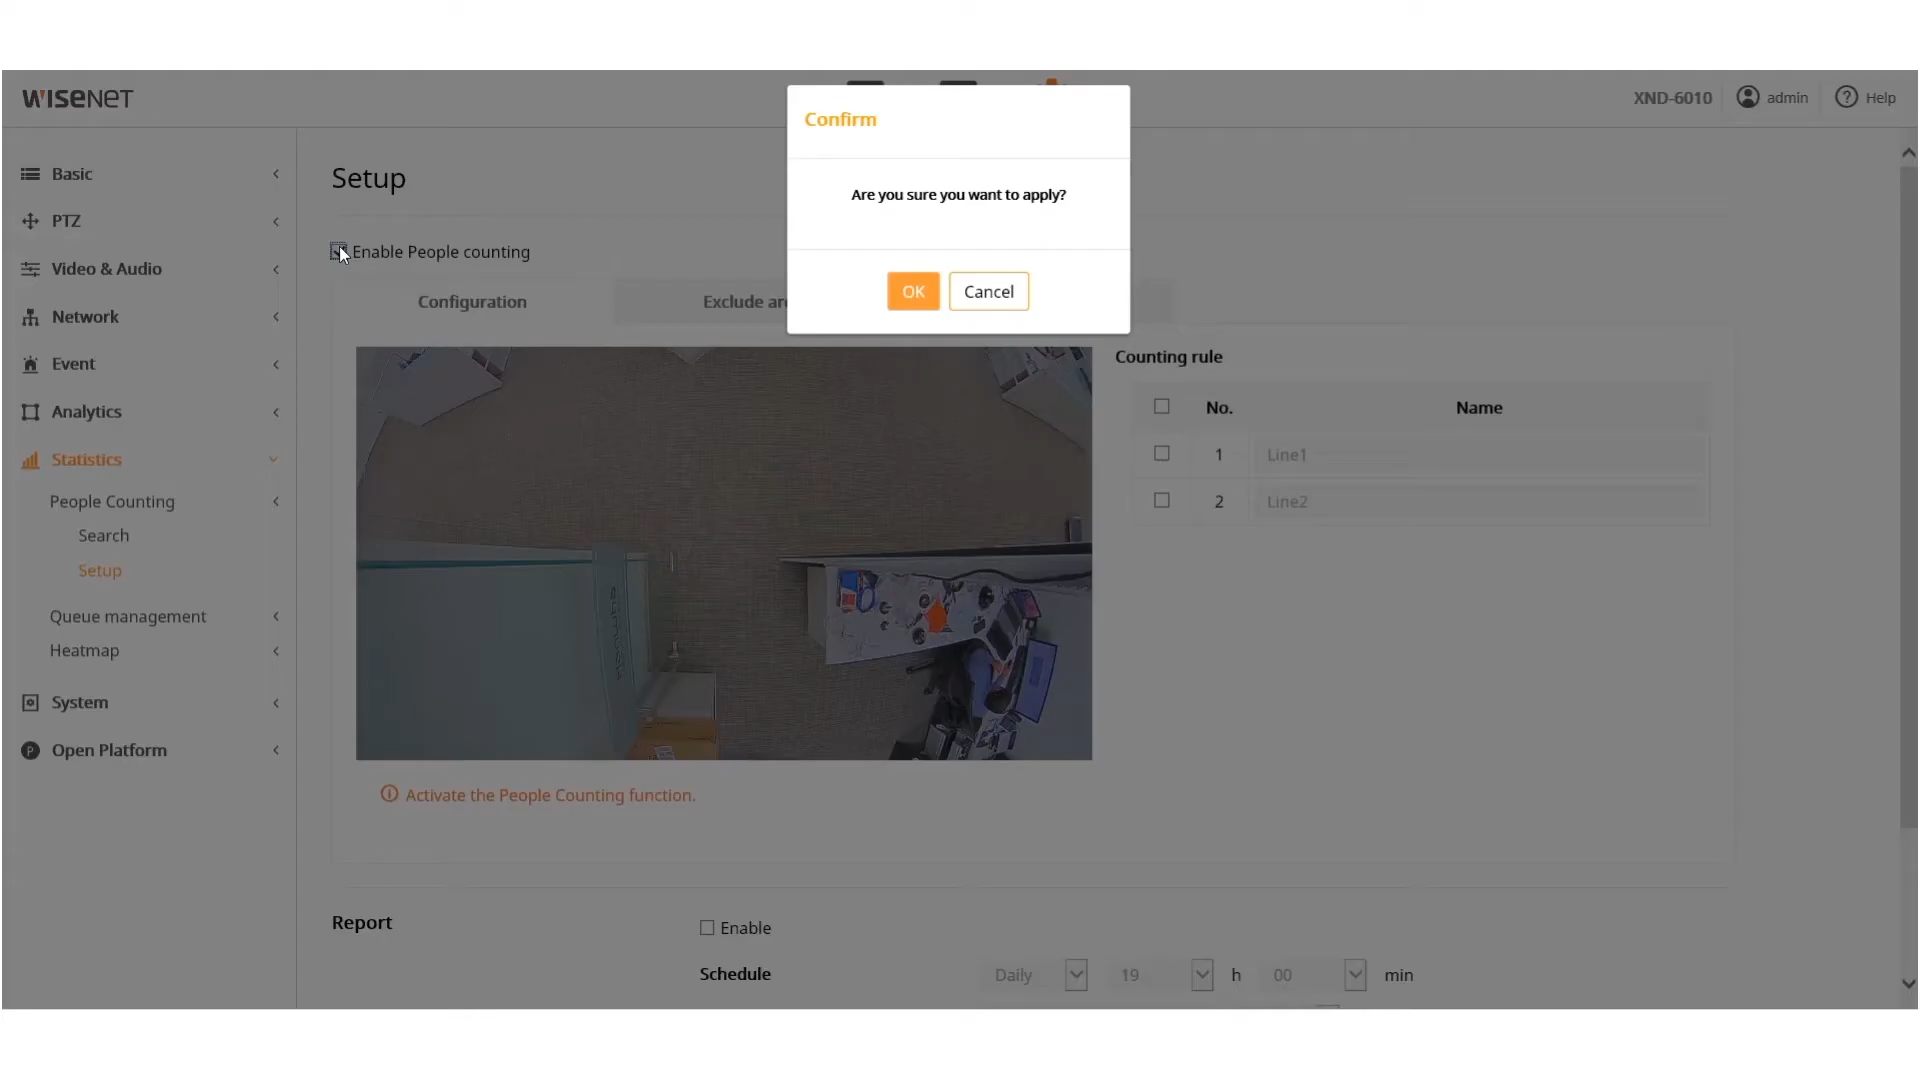 WISENET
XND-6010
admin
Help
Confirm
Are you sure you want to apply?
OK
Cancel
Basic
PTZ
Video & Audio
Network
Event
Analytics
Statistics
People Counting
Search
Setup
Queue management
Heatmap
System
Open Platform
Setup
Enable People counting
Configuration
Exclude
Counting rule
No. Name
1 Line1
2 Line2
Activate the People Counting function.
Report
Enable
Schedule
Daily 19 h 00 min